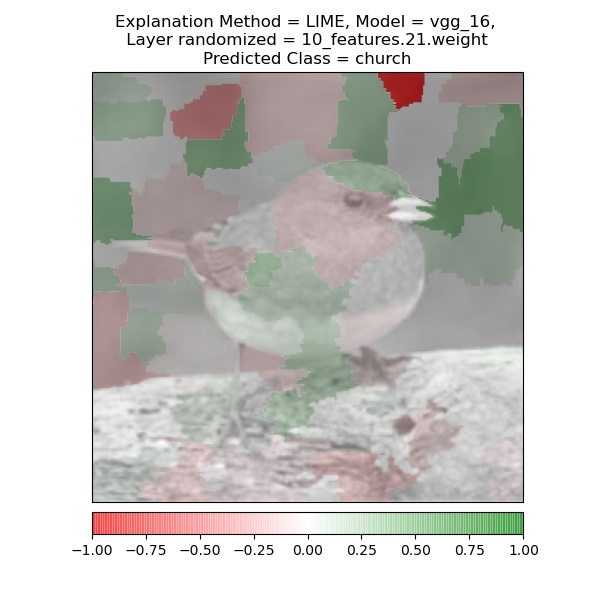 Explanation Method = LIME, Model = vgg_16,
Layer randomized = 10_features.21.weight
Predicted Class = church
−1.00 −0.75 −0.50 −0.25 0.00 0.25 0.50 0.75 1.00